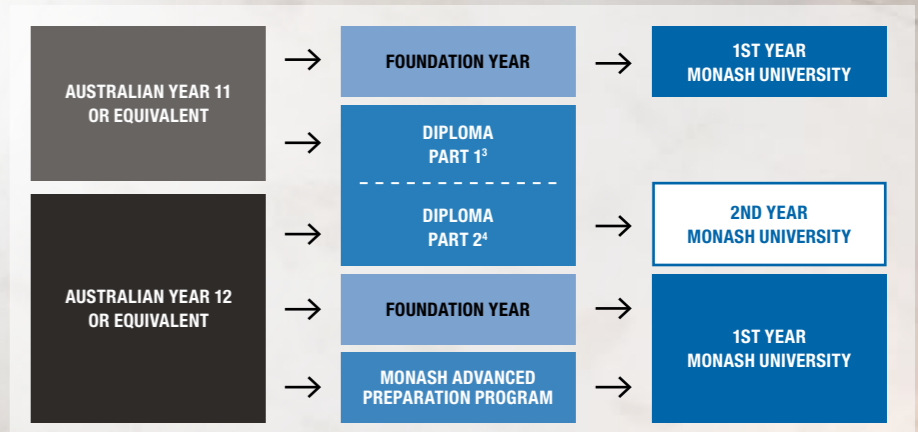 AUSTRALIAN YEAR 11
OR EQUIVALENT
FOUNDATION YEAR
1ST YEAR
MONASH UNIVERSITY
DIPLOMA
PART 1³
DIPLOMA
PART 2⁴
2ND YEAR
MONASH UNIVERSITY
AUSTRALIAN YEAR 12
OR EQUIVALENT
FOUNDATION YEAR
MONASH ADVANCED
PREPARATION PROGRAM
1ST YEAR
MONASH UNIVERSITY